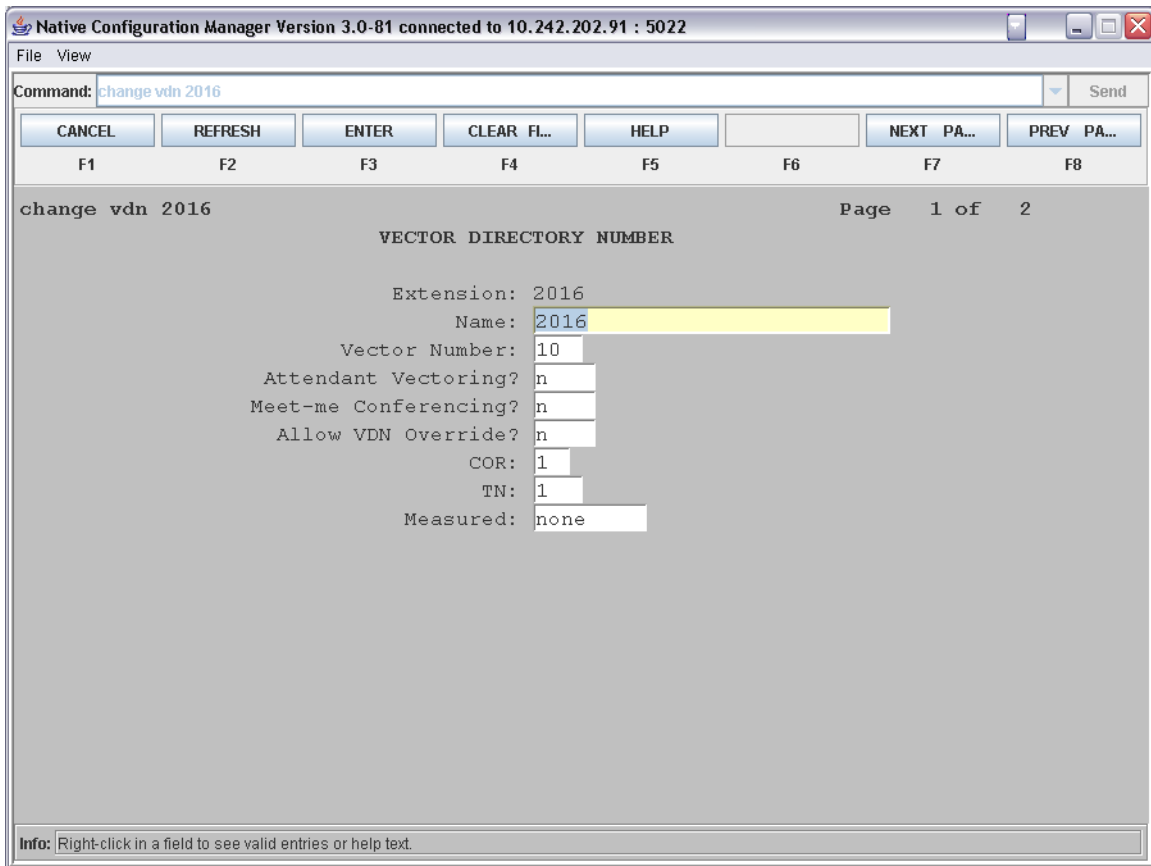 Native Configuration Manager Version 3.0-81 connected to 10.242.202.91 : 5022
File View
Command: change vdn 2016 Send
CANCEL REFRESH ENTER CLEAR FI... HELP NEXT PA... PREV PA...
F1 F2 F3 F4 F5 F6 F7 F8
change vdn 2016 Page 1 of 2
VECTOR DIRECTORY NUMBER
Extension: 2016
Name: 2016
Vector Number: 10
Attendant Vectoring? n
Meet-me Conferencing? n
Allow VDN Override? n
COR: 1
TN: 1
Measured: none
Info: Right-click in a field to see valid entries or help text.